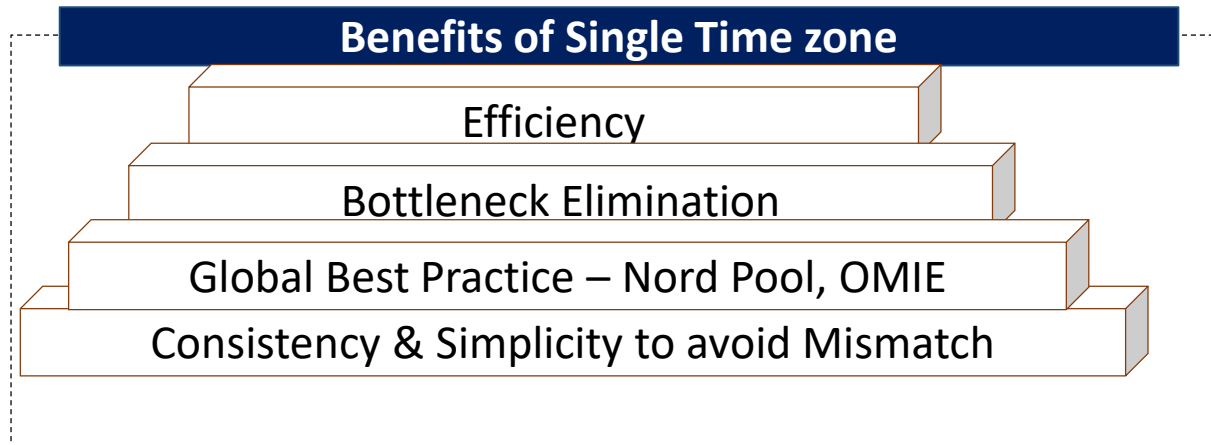 Benefits of Single Time zone
Efficiency
Bottleneck Elimination
Global Best Practice – Nord Pool, OMIE
Consistency & Simplicity to avoid Mismatch